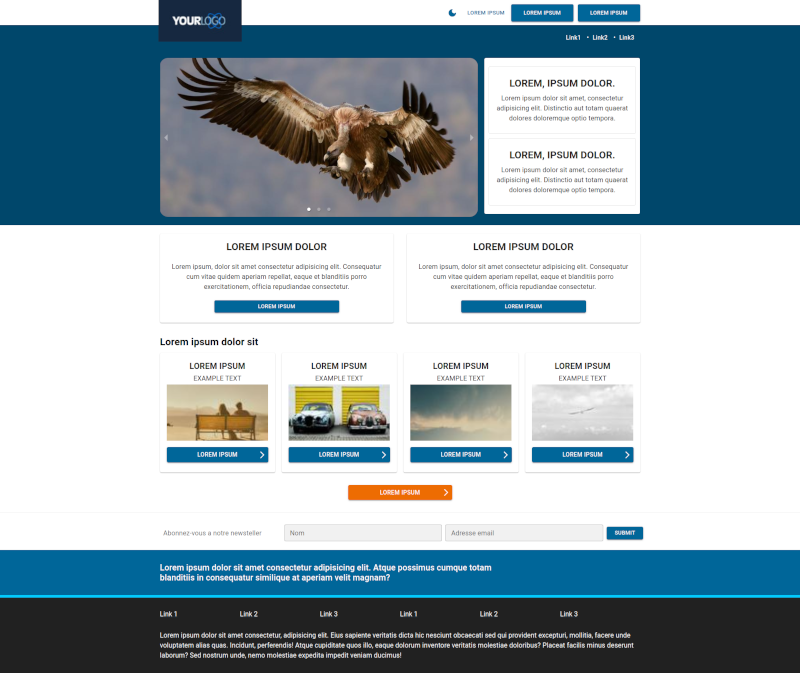 YOURLOGO
LOREM IPSUM
LOREM IPSUM
LOREM IPSUM
Link1 • Link2 • Link3
LOREM, IPSUM DOLOR.
Lorem ipsum dolor sit amet, consectetur
adipisicing elit. Distinctio aut totam quaerat
dolores doloremque optio tempora.
LOREM, IPSUM DOLOR.
Lorem ipsum dolor sit amet, consectetur
adipisicing elit. Distinctio aut totam quaerat
dolores doloremque optio tempora.
LOREM IPSUM DOLOR
Lorem ipsum, dolor sit amet consectetur adipisicing elit. Consequatur
cum vitae quidem aperiam repellat, eaque et blanditiis porro
exercitationem, officia repudiandae consectetur.
LOREM IPSUM
LOREM IPSUM DOLOR
Lorem ipsum, dolor sit amet consectetur adipisicing elit. Consequatur
cum vitae quidem aperiam repellat, eaque et blanditiis porro
exercitationem, officia repudiandae consectetur.
LOREM IPSUM
Lorem ipsum dolor sit
LOREM IPSUM
EXAMPLE TEXT
LOREM IPSUM
LOREM IPSUM
EXAMPLE TEXT
LOREM IPSUM
LOREM IPSUM
EXAMPLE TEXT
LOREM IPSUM
LOREM IPSUM
EXAMPLE TEXT
LOREM IPSUM
LOREM IPSUM
Abonnez-vous a notre newsteller
Nom
Adresse email
SUBMIT
Lorem ipsum dolor sit amet consectetur adipisicing elit. Atque possimus cumque totam
blanditiis in consequatur similique at aperiam velit magnam?
Link 1 Link 2 Link 3 Link 1 Link 2 Link 3
Lorem ipsum dolor sit amet consectetur, adipisicing elit. Eius sapiente veritatis dicta hic nesciunt obcaecati sed qui provident excepturi, mollitia, facere unde
voluptatem alias quas. Incidunt, perferendis! Atque cupiditate quos illo, eaque dolorum inventore veritatis molestiae doloribus? Placeat facilis minus deserunt
laborum? Sed nostrum unde, nemo molestiae expedita impedit veniam ducimus!